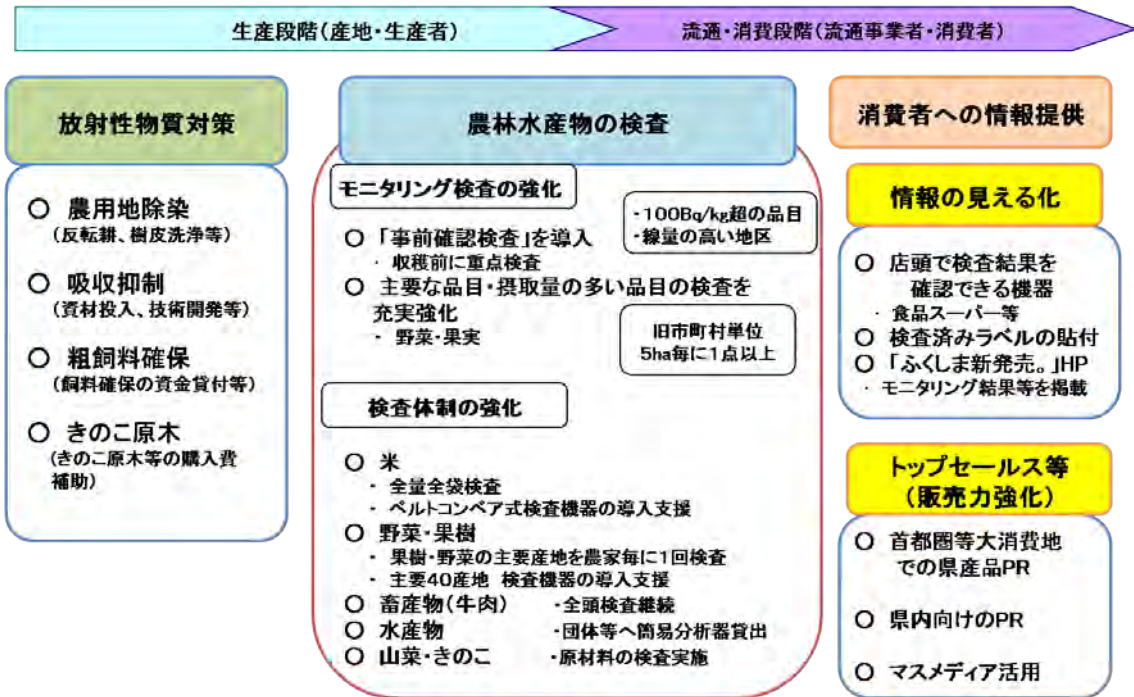 生産段階(産地・生産者)
流通・消費段階(流通事業者・消費者)
放射性物質対策
○ 農用地除染
(反転耕、樹皮洗浄等)
○ 吸収抑制
(資材投入、技術開発等)
○ 粗飼料確保
(飼料確保の資金貸付等)
○ きのこ原木
(きのこ原木等の購入費
補助)
農林水産物の検査
モニタリング検査の強化
・100Bq/kg超の品目
・線量の高い地区
○ 「事前確認検査」を導入
・ 収穫前に重点検査
○ 主要な品目・摂取量の多い品目の検査を
充実強化
・ 野菜・果実
旧市町村単位
5ha毎に1点以上
検査体制の強化
○ 米
・ 全量全袋検査
・ ベルトコンベア式検査機器の導入支援
○ 野菜・果樹
・ 果樹・野菜の主要産地を農家毎に1回検査
・ 主要40産地 検査機器の導入支援
○ 畜産物(牛肉) ・全頭検査継続
○ 水産物 ・団体等へ簡易分析器貸出
○ 山菜・きのこ ・原材料の検査実施
消費者への情報提供
情報の見える化
○ 店頭で検査結果を
確認できる機器
・ 食品スーパー等
○ 検査済みラベルの貼付
○ 「ふくしま新発売。」HP
・ モニタリング結果等を掲載
トップセールス等
(販売力強化)
○ 首都圏等大消費地
での県産品PR
○ 県内向けのPR
○ マスメディア活用